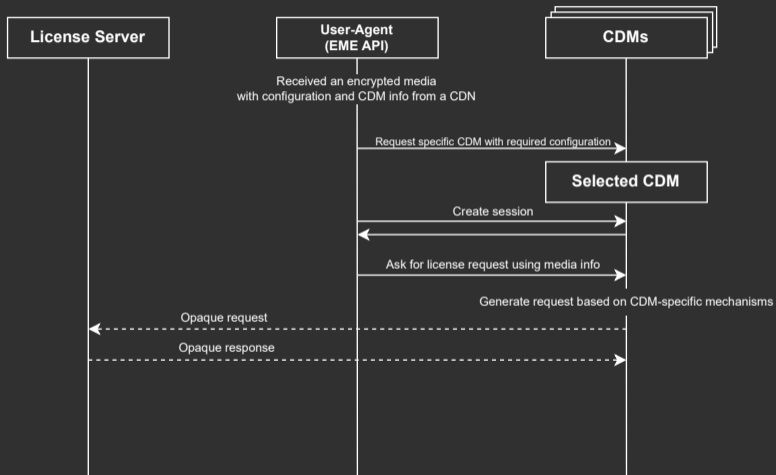 License Server
User-Agent
(EME API)
CDMs
Received an encrypted media
with configuration and CDM info from a CDN
Request specific CDM with required configuration
Selected CDM
Create session
Ask for license request using media info
Generate request based on CDM-specific mechanisms
Opaque request
Opaque response